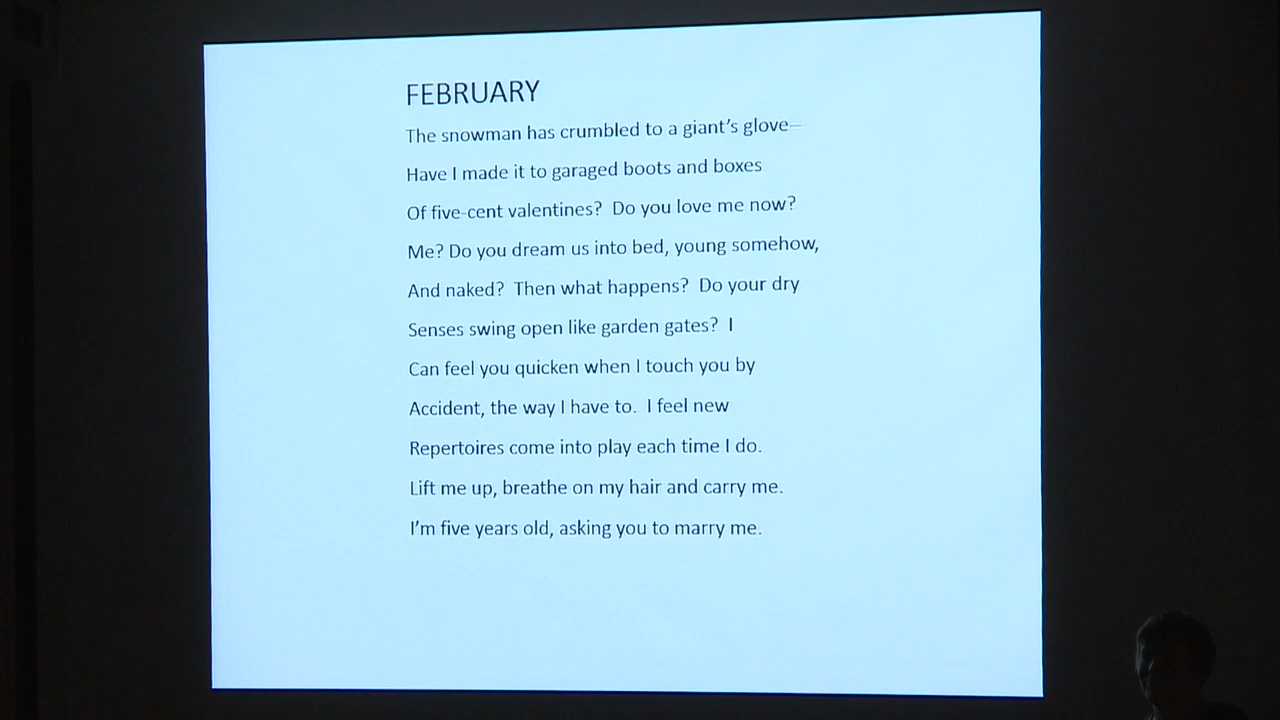 FEBRUARY
The snowman has crumbled to a giant’s glove—
Have I made it to garaged boots and boxes
Of five-cent valentines?  Do you love me now?
Me? Do you dream us into bed, young somehow,
And naked?  Then what happens?  Do your dry
Senses swing open like garden gates?  I
Can feel you quicken when I touch you by
Accident, the way I have to.  I feel new
Repertoires come into play each time I do.
Lift me up, breathe on my hair and carry me.
I’m five years old, asking you to marry me.